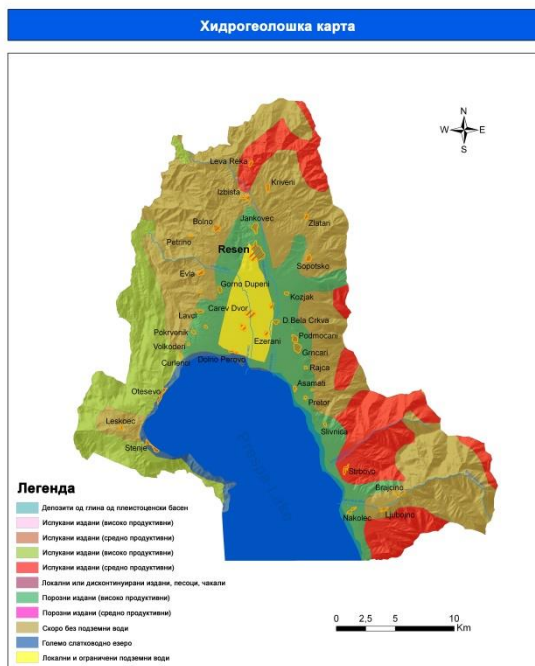 Хидрогеолошка карта
N
W E
S
Leva Reka
Kriveni
Izbista
Bolno
Jankovec
Zlatari
Petrino
Resen
Sopotsko
Evla
Gorno Dupeni
Kozjak
Carev Dvor
Lavci
D.Bela Crkva
Pokrvenik
Podmocani
Ezerani
Volkoderi
Grncari
Dolno Perovo
Curlenci
Rajca
Asamati
Otesevo
Pretor
Leskoec
Slivnica
Stenje
Strbovo
Brajcino
Nakolec
Ljubojno
Легенда
Депозити од глина од плеистоценски басен
Испукани издани (високо продуктивни)
Испукани издани (средно продуктивни)
Испукани издани (високо продуктивни)
Испукани издани (средно продуктивни)
Локални или дисконтинуирани издани, песоци, чакали
Порозни издани (високо продуктивни)
Порозни издани (средно продуктивни)
Скоро без подземни води
Големо слатководно езеро
Локални и ограничени подземни води
0 2,5 5 10
Km